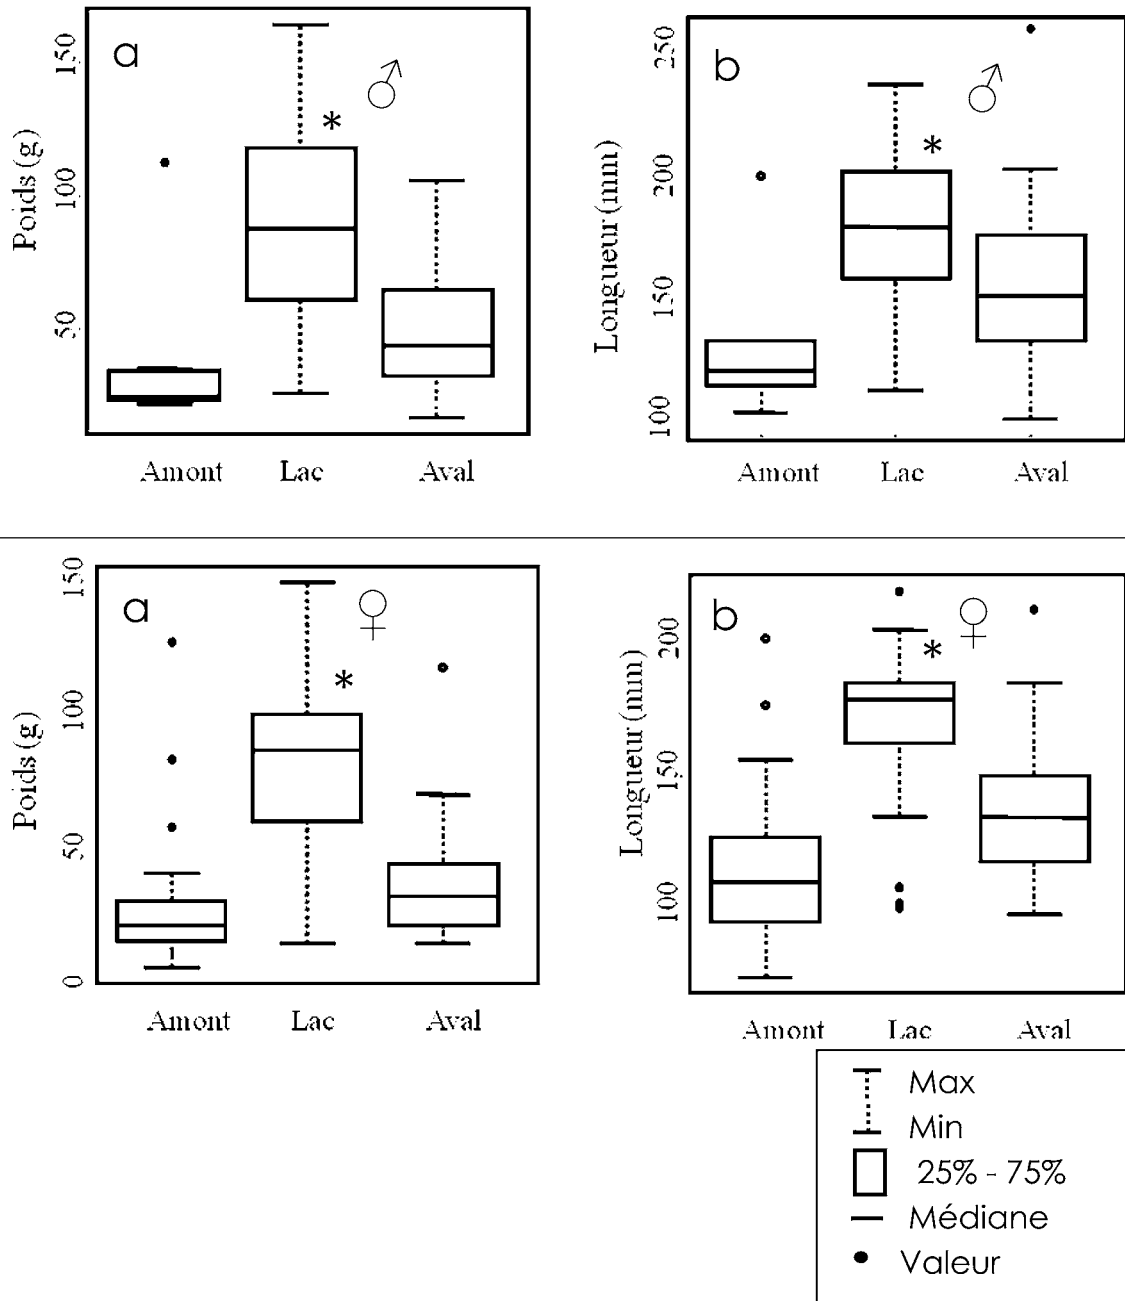 a ♂ *
Poids (g)
150
100
50
Amont Lac Aval
b ♂ *
Longueur (mm)
250
200
150
100
Amont Lac Aval
a ♀ *
Poids (g)
150
100
50
0
Amont Lac Aval
b ♀ *
Longueur (mm)
200
150
100
Amont Lac Aval
Max
Min
25% - 75%
Médiane
Valeur